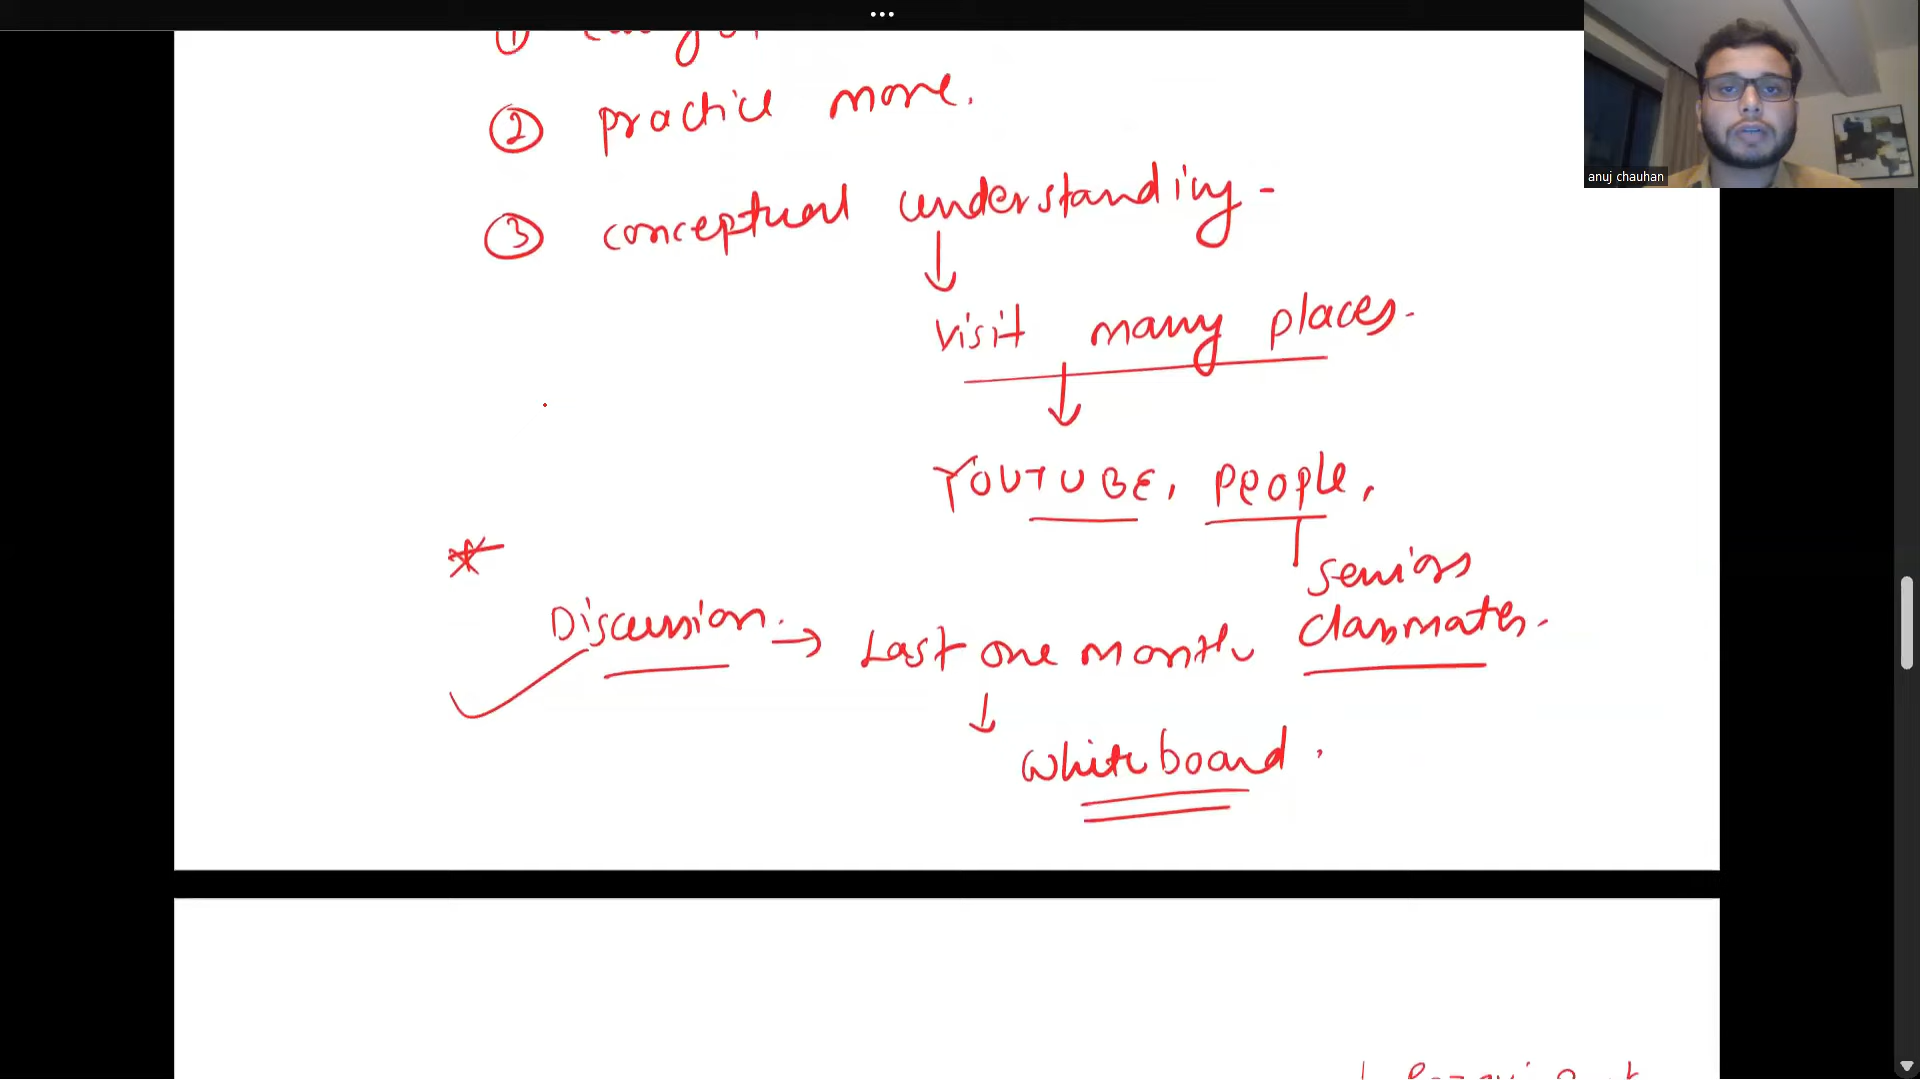 anuj chauhan
①
② practice more.
③ conceptual understanding -
↓
visit many places.
↓
YOUTUBE, people,
seniors
classmates.
* Discussion. → Last one month
↓
Whiteboard.